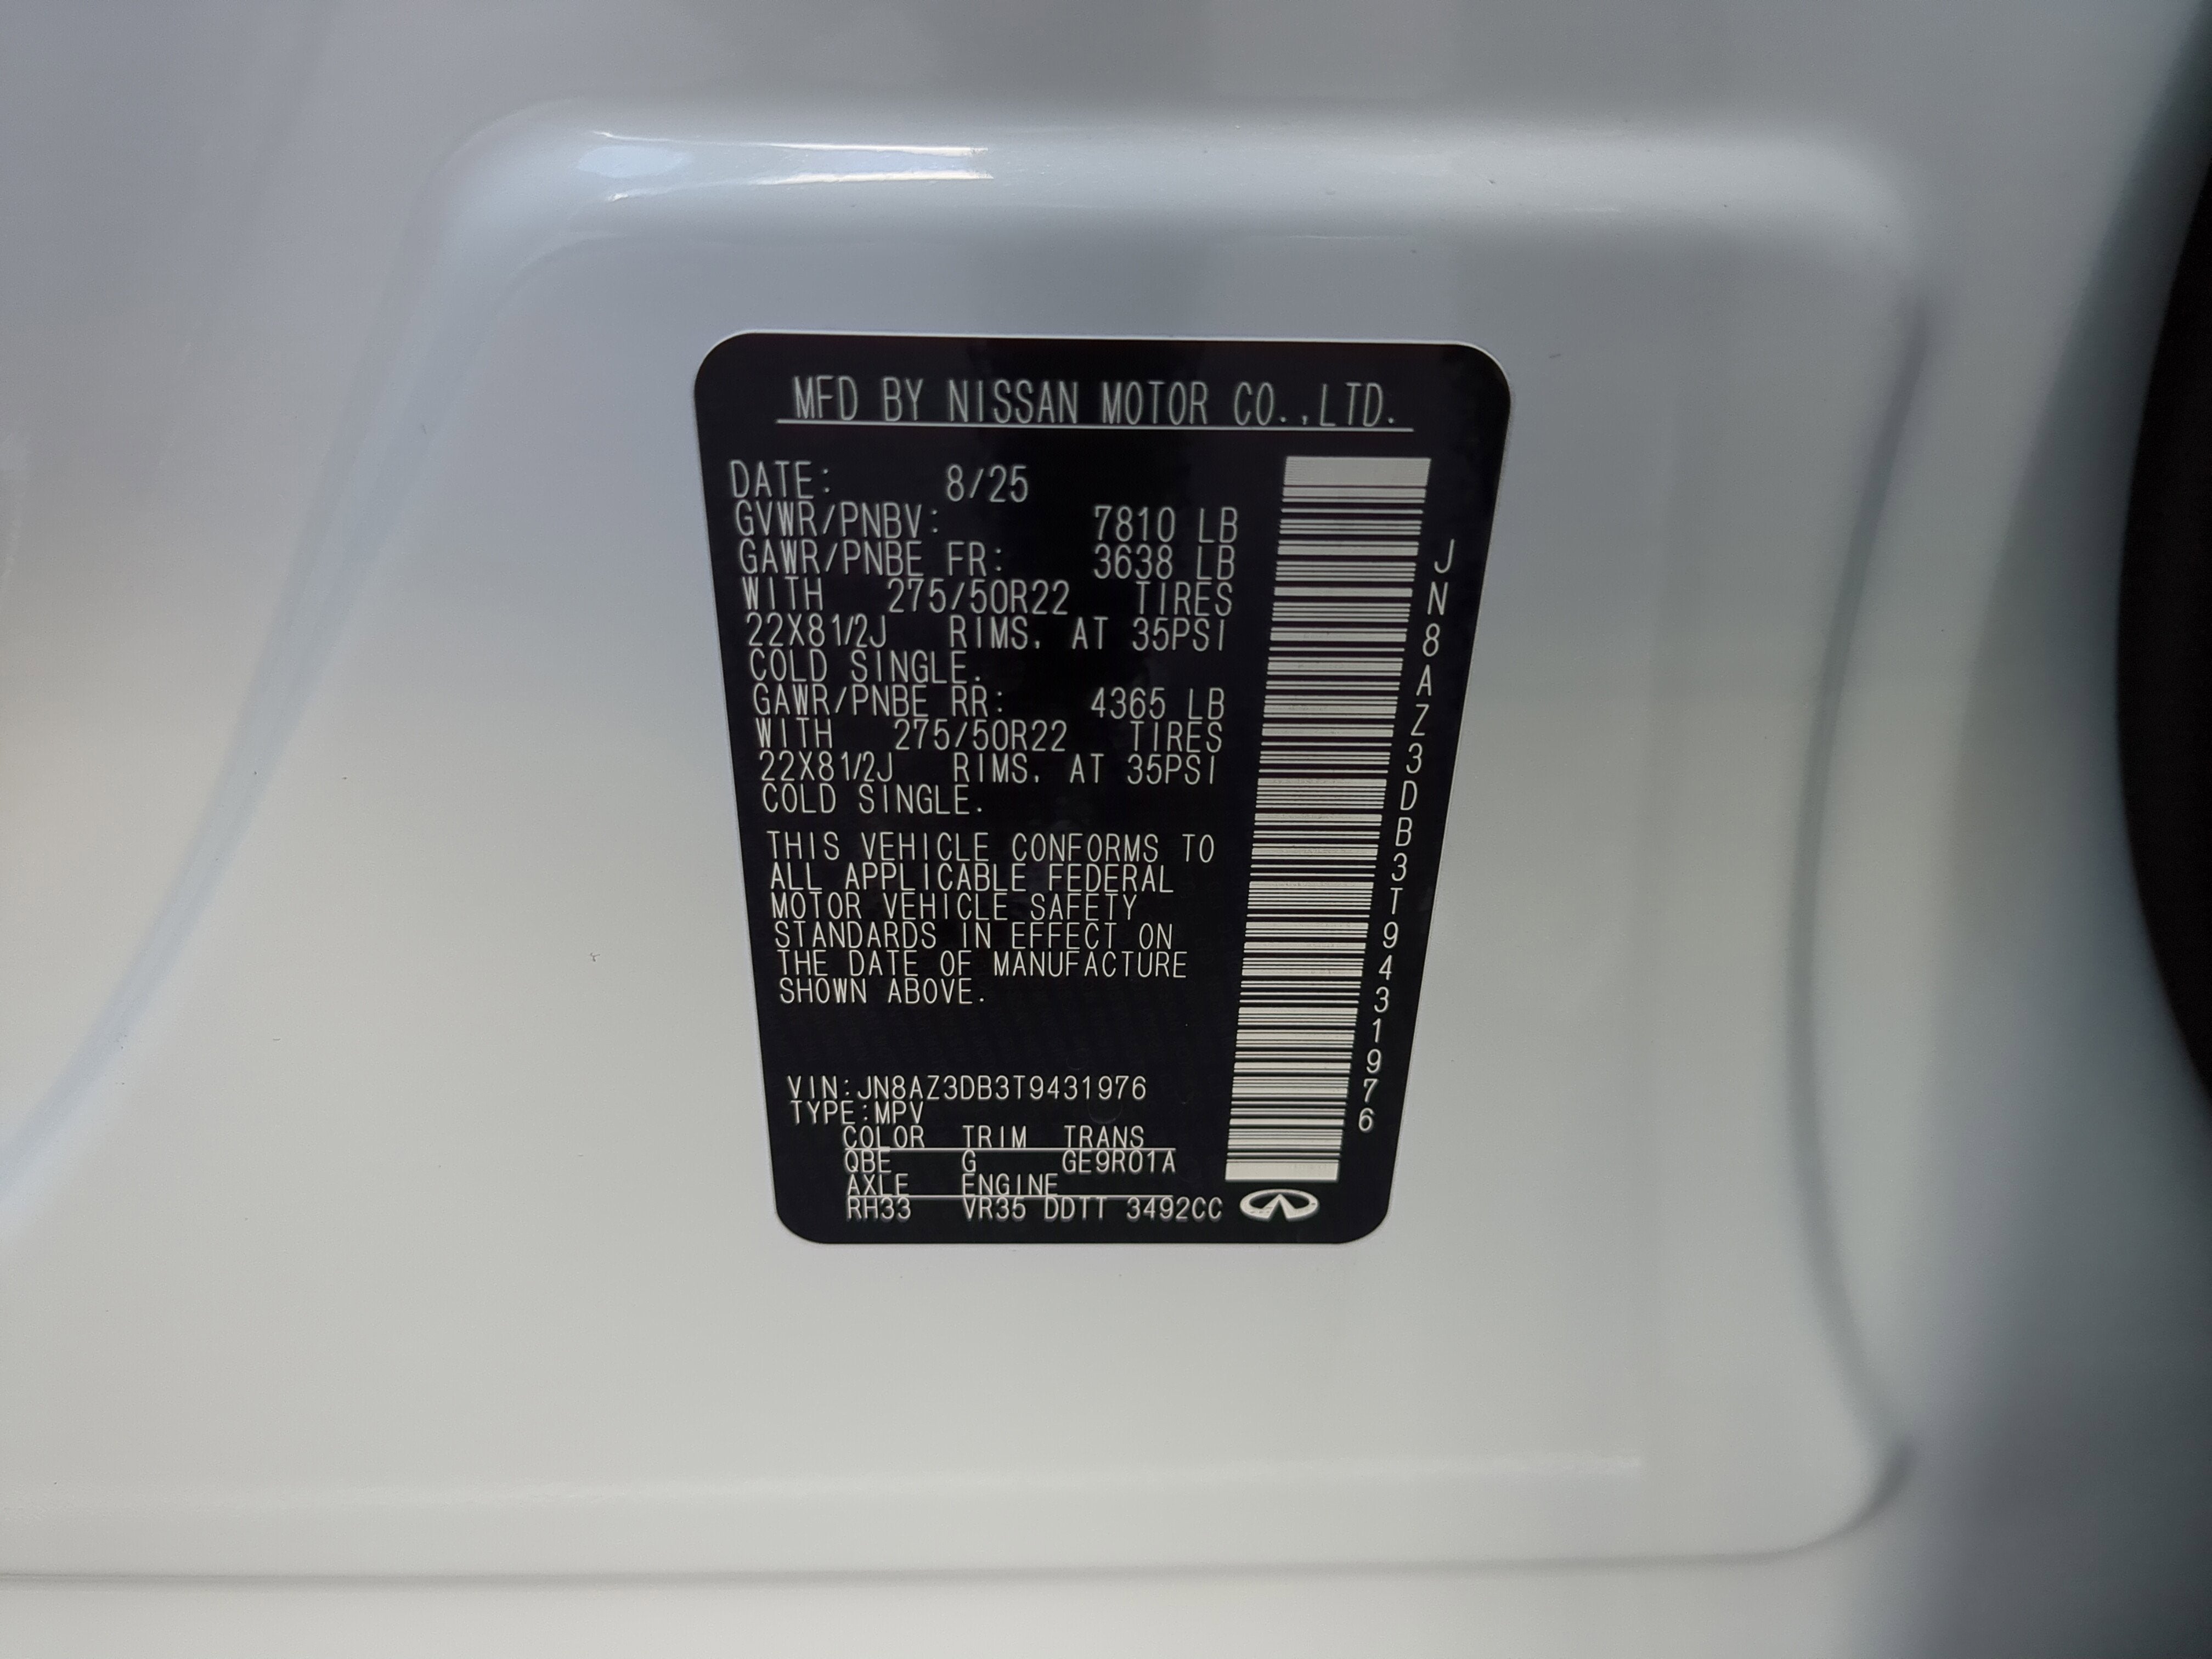 MFD BY NISSAN MOTOR CO.,LTD.
DATE: 8/25
GVWR/PNBV: 7810 LB
GAWR/PNBE FR: 3638 LB
WITH 275/50R22 TIRES
22X81/2J RIMS, AT 35PSI
COLD SINGLE.
GAWR/PNBE RR: 4365 LB
WITH 275/50R22 TIRES
22X81/2J RIMS, AT 35PSI
COLD SINGLE.
THIS VEHICLE CONFORMS TO
ALL APPLICABLE FEDERAL
MOTOR VEHICLE SAFETY
STANDARDS IN EFFECT ON
THE DATE OF MANUFACTURE
SHOWN ABOVE.
VIN:JN8AZ3DB3T9431976
TYPE:MPV
COLOR TRIM TRANS
QBE G GE9R01A
AXLE ENGINE
RH33 VR35 DDTT 3492CC
JN8AZ3DB3T9431976